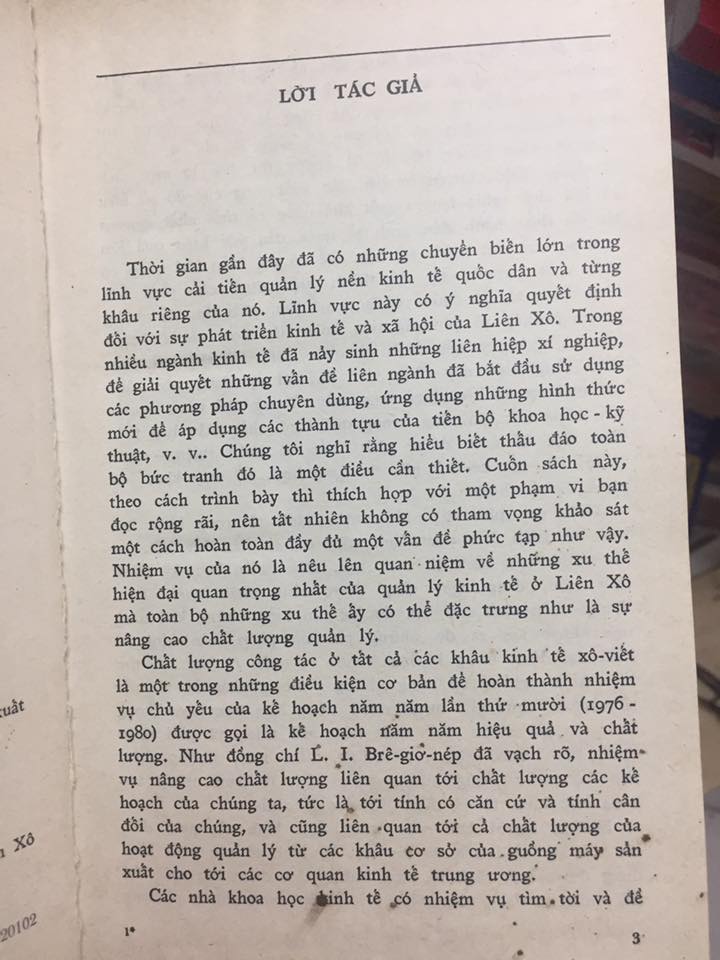 LỜI TÁC GIẢ
Thời gian gần đây đã có những chuyển biến lớn trong
lĩnh vực cải tiến quản lý nền kinh tế quốc dân và từng
khâu riêng của nó. Lĩnh vực này có ý nghĩa quyết định
đối với sự phát triển kinh tế và xã hội của Liên Xô. Trong
nhiều ngành kinh tế đã nảy sinh những liên hiệp xí nghiệp,
để giải quyết những vấn đề liên ngành đã bắt đầu sử dụng
các phương pháp chuyên dùng, ứng dụng những hình thức
mới để áp dụng các thành tựu của tiến bộ khoa học - kỹ
thuật, v. v.. Chúng tôi nghĩ rằng hiểu biết thấu đáo toàn
bộ bức tranh đó là một điều cần thiết. Cuốn sách này,
theo cách trình bày thì thích hợp với một phạm vi bạn
đọc rộng rãi, nên tất nhiên không có tham vọng khảo sát
một cách hoàn toàn đầy đủ một vấn đề phức tạp như vậy.
Nhiệm vụ của nó là nêu lên quan niệm về những xu thế
hiện đại quan trọng nhất của quản lý kinh tế ở Liên Xô
mà toàn bộ những xu thế ấy có thể đặc trưng như là sự
nâng cao chất lượng quản lý.
Chất lượng công tác ở tất cả các khâu kinh tế xô-viết
là một trong những điều kiện cơ bản để hoàn thành nhiệm
vụ chủ yếu của kế hoạch năm năm lần thứ mười (1976 -
1980) được gọi là kế hoạch năm năm hiệu quả và chất
lượng. Như đồng chí L. I. Brê-giơ-nép đã vạch rõ, nhiệm
vụ nâng cao chất lượng liên quan tới chất lượng các kế
hoạch của chúng ta, tức là tới tính có căn cứ và tính cân
đối của chúng, và cũng liên quan tới cả chất lượng của
hoạt động quản lý từ các khâu cơ sở của guồng máy sản
xuất cho tới các cơ quan kinh tế trung ương.
Các nhà khoa học kinh tế có nhiệm vụ tìm tòi và đề
1*
3
Xô
20102